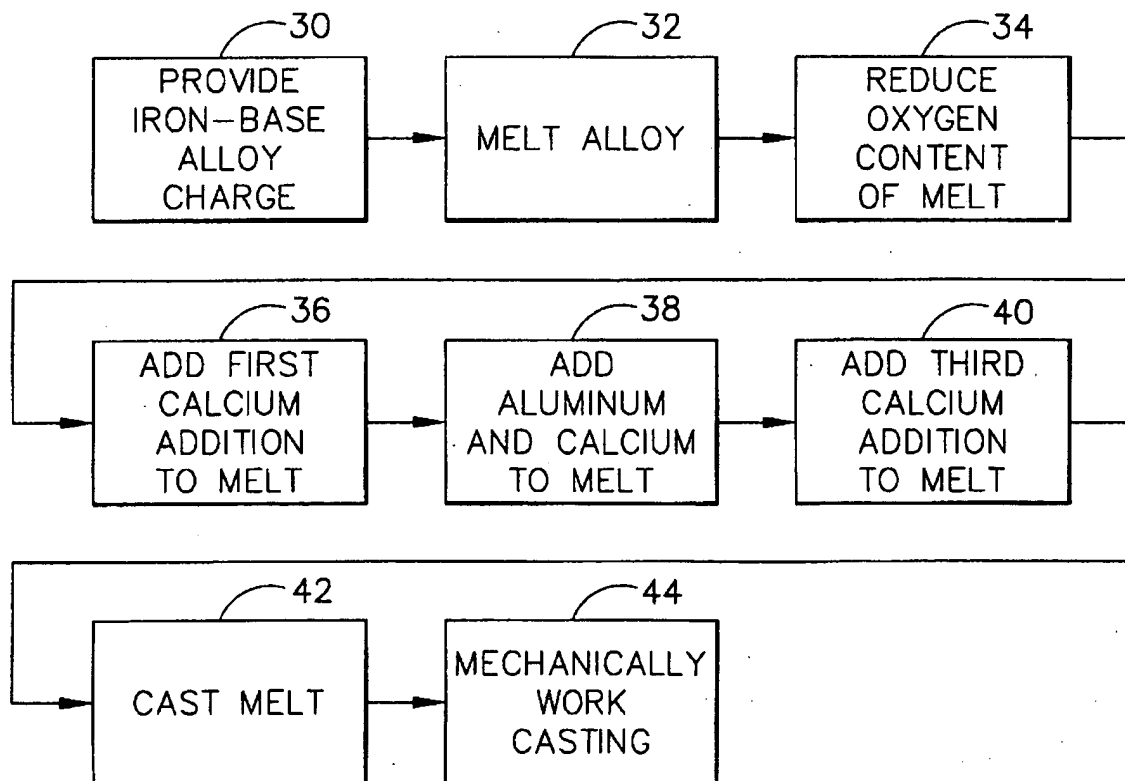 30
PROVIDE
IRON-BASE
ALLOY
CHARGE
32
MELT ALLOY
34
REDUCE
OXYGEN
CONTENT
OF MELT
36
ADD FIRST
CALCIUM
ADDITION
TO MELT
38
ADD
ALUMINUM
AND CALCIUM
TO MELT
40
ADD THIRD
CALCIUM
ADDITION
TO MELT
42
CAST MELT
44
MECHANICALLY
WORK
CASTING